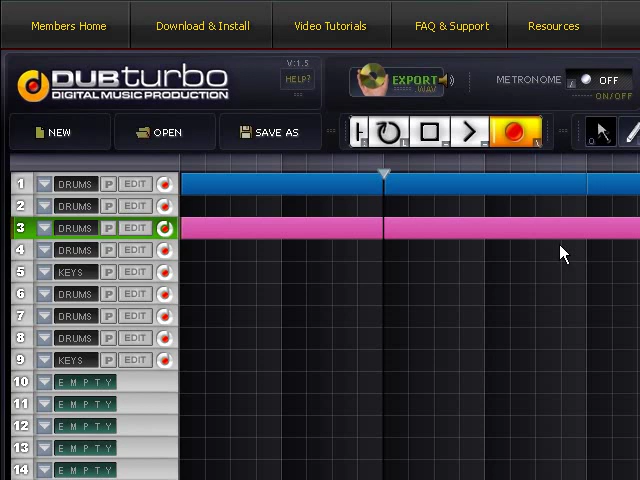 Members Home Download & Install Video Tutorials FAQ & Support Resources
DUBturbo
DIGITAL MUSIC PRODUCTION
V:1.5
HELP?
EXPORT
WAV
METRONOME OFF
ON/OFF
NEW OPEN SAVE AS
1 DRUMS P EDIT
2 DRUMS P EDIT
3 DRUMS P EDIT
4 DRUMS P EDIT
5 KEYS P EDIT
6 DRUMS P EDIT
7 DRUMS P EDIT
8 DRUMS P EDIT
9 KEYS P EDIT
10 EMPTY
11 EMPTY
12 EMPTY
13 EMPTY
14 EMPTY